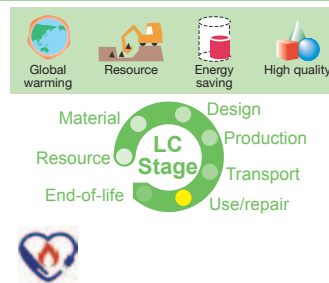 Global
warming
Resource
Energy
saving
High quality
Design
Material
Production
LC
Stage
Resource
Transport
End-of-life
Use/repair